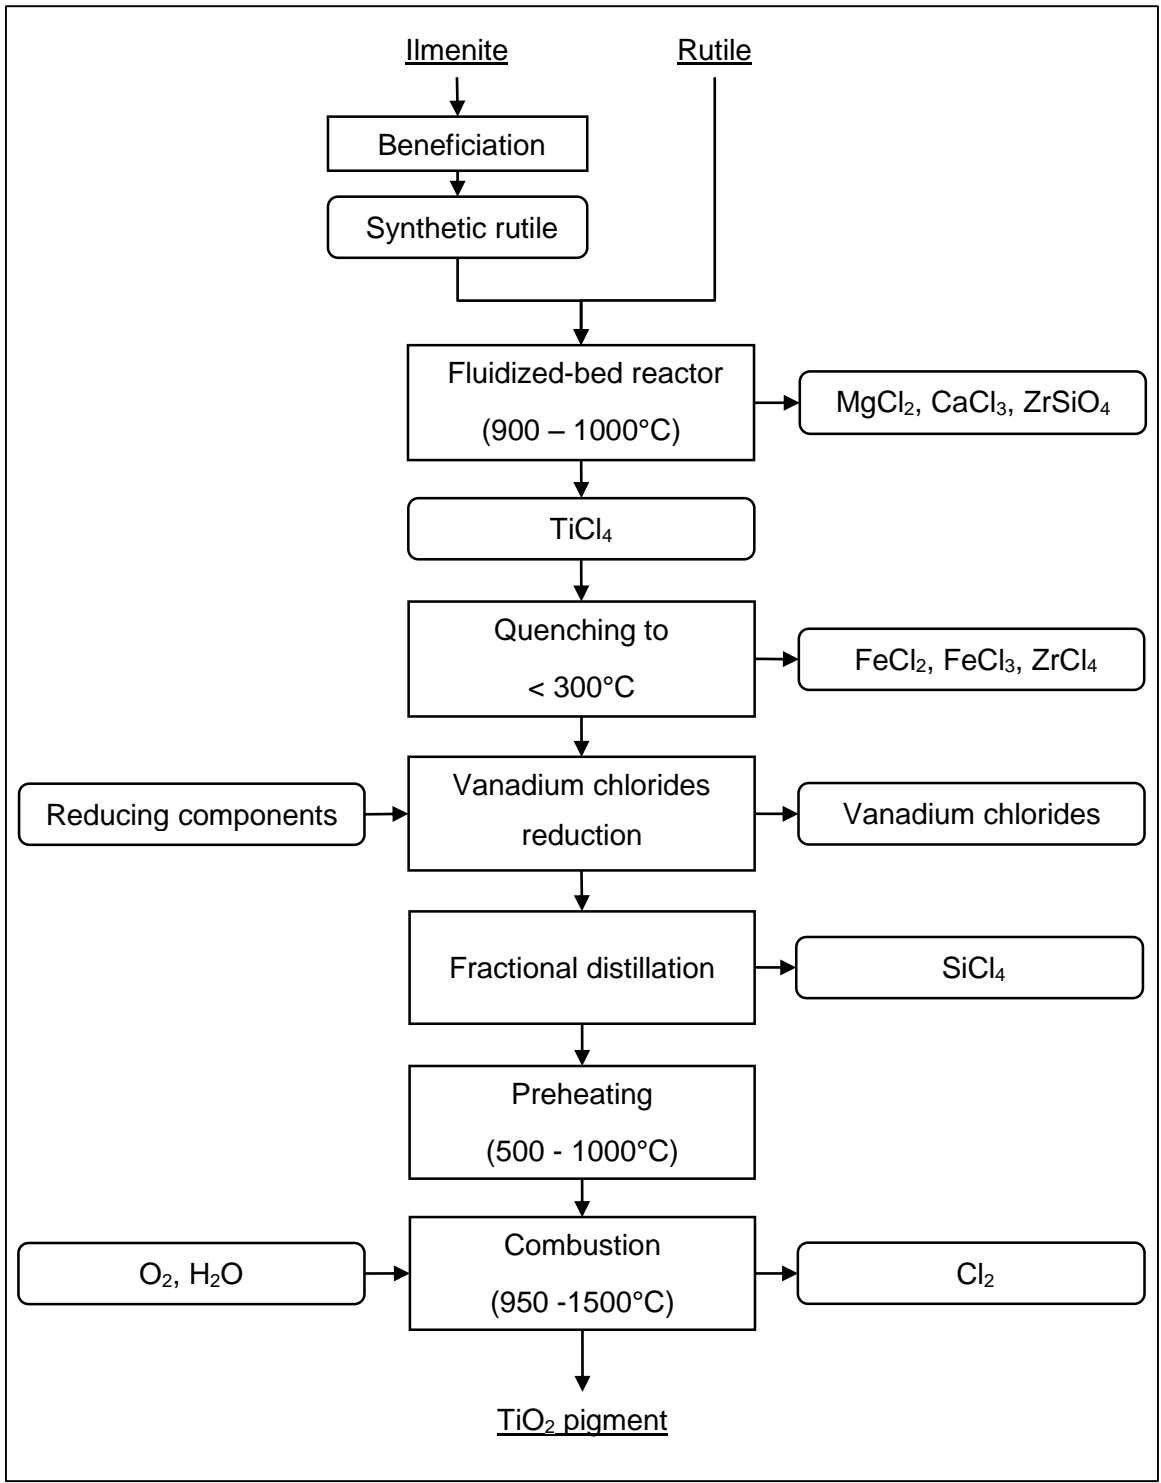 Ilmenite
Rutile
Beneficiation
Synthetic rutile
Fluidized-bed reactor
(900 – 1000°C)
MgCl₂, CaCl₃, ZrSiO₄
TiCl₄
Quenching to
< 300°C
FeCl₂, FeCl₃, ZrCl₄
Reducing components
Vanadium chlorides
reduction
Vanadium chlorides
Fractional distillation
SiCl₄
Preheating
(500 - 1000°C)
O₂, H₂O
Combustion
(950 -1500°C)
Cl₂
TiO₂ pigment